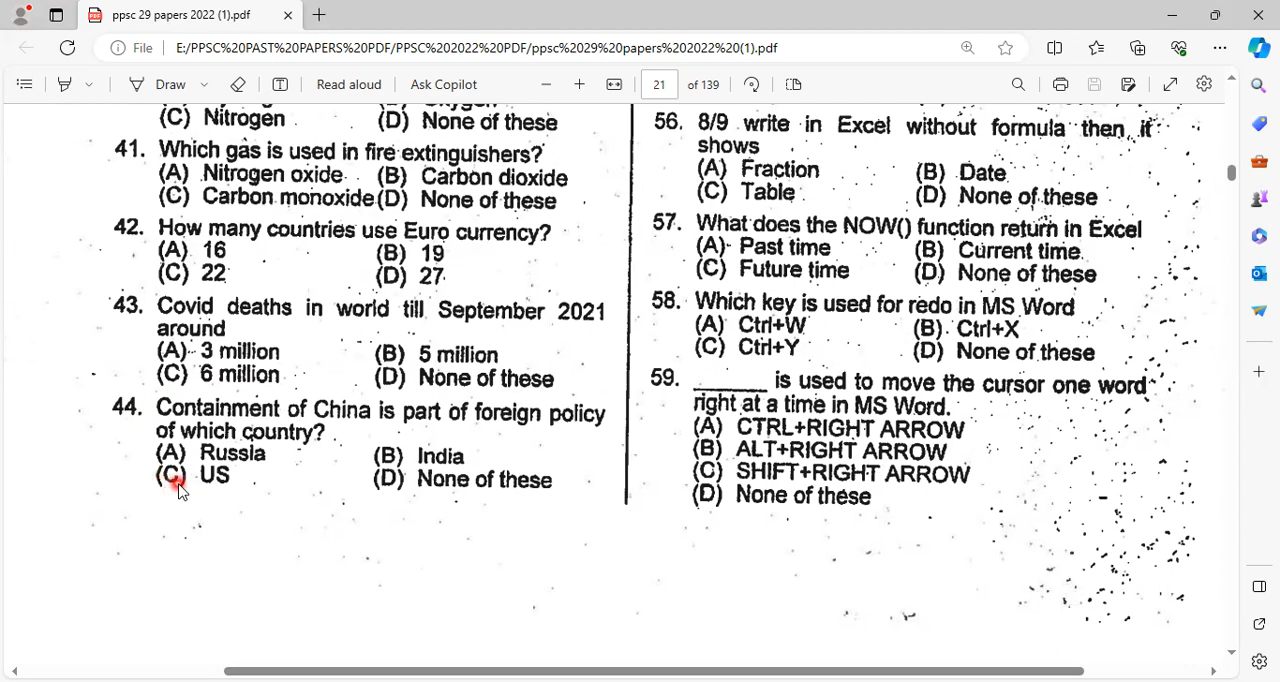 ppsc 29 papers 2022 (1).pdf
File E:/PPSC%20PAST%20PAPERS%20PDF/PPSC%202022%20PDF/ppsc%2029%20papers%202022%20(1).pdf
Draw Read aloud Ask Copilot 21 of 139
(C) Nitrogen (D) None of these
41. Which gas is used in fire extinguishers?
(A) Nitrogen oxide (B) Carbon dioxide
(C) Carbon monoxide (D) None of these
42. How many countries use Euro currency?
(A) 16 (B) 19
(C) 22 (D) 27
43. Covid deaths in world till September 2021
around
(A) 3 million (B) 5 million
(C) 6 million (D) None of these
44. Containment of China is part of foreign policy
of which country?
(A) Russia (B) India
(C) US (D) None of these
56. 8/9 write in Excel without formula then it
shows
(A) Fraction (B) Date
(C) Table (D) None of these
57. What does the NOW() function return in Excel
(A) Past time (B) Current time
(C) Future time (D) None of these
58. Which key is used for redo in MS Word
(A) Ctrl+W (B) Ctrl+X
(C) Ctrl+Y (D) None of these
59. ______ is used to move the cursor one word
right at a time in MS Word.
(A) CTRL+RIGHT ARROW
(B) ALT+RIGHT ARROW
(C) SHIFT+RIGHT ARROW
(D) None of these